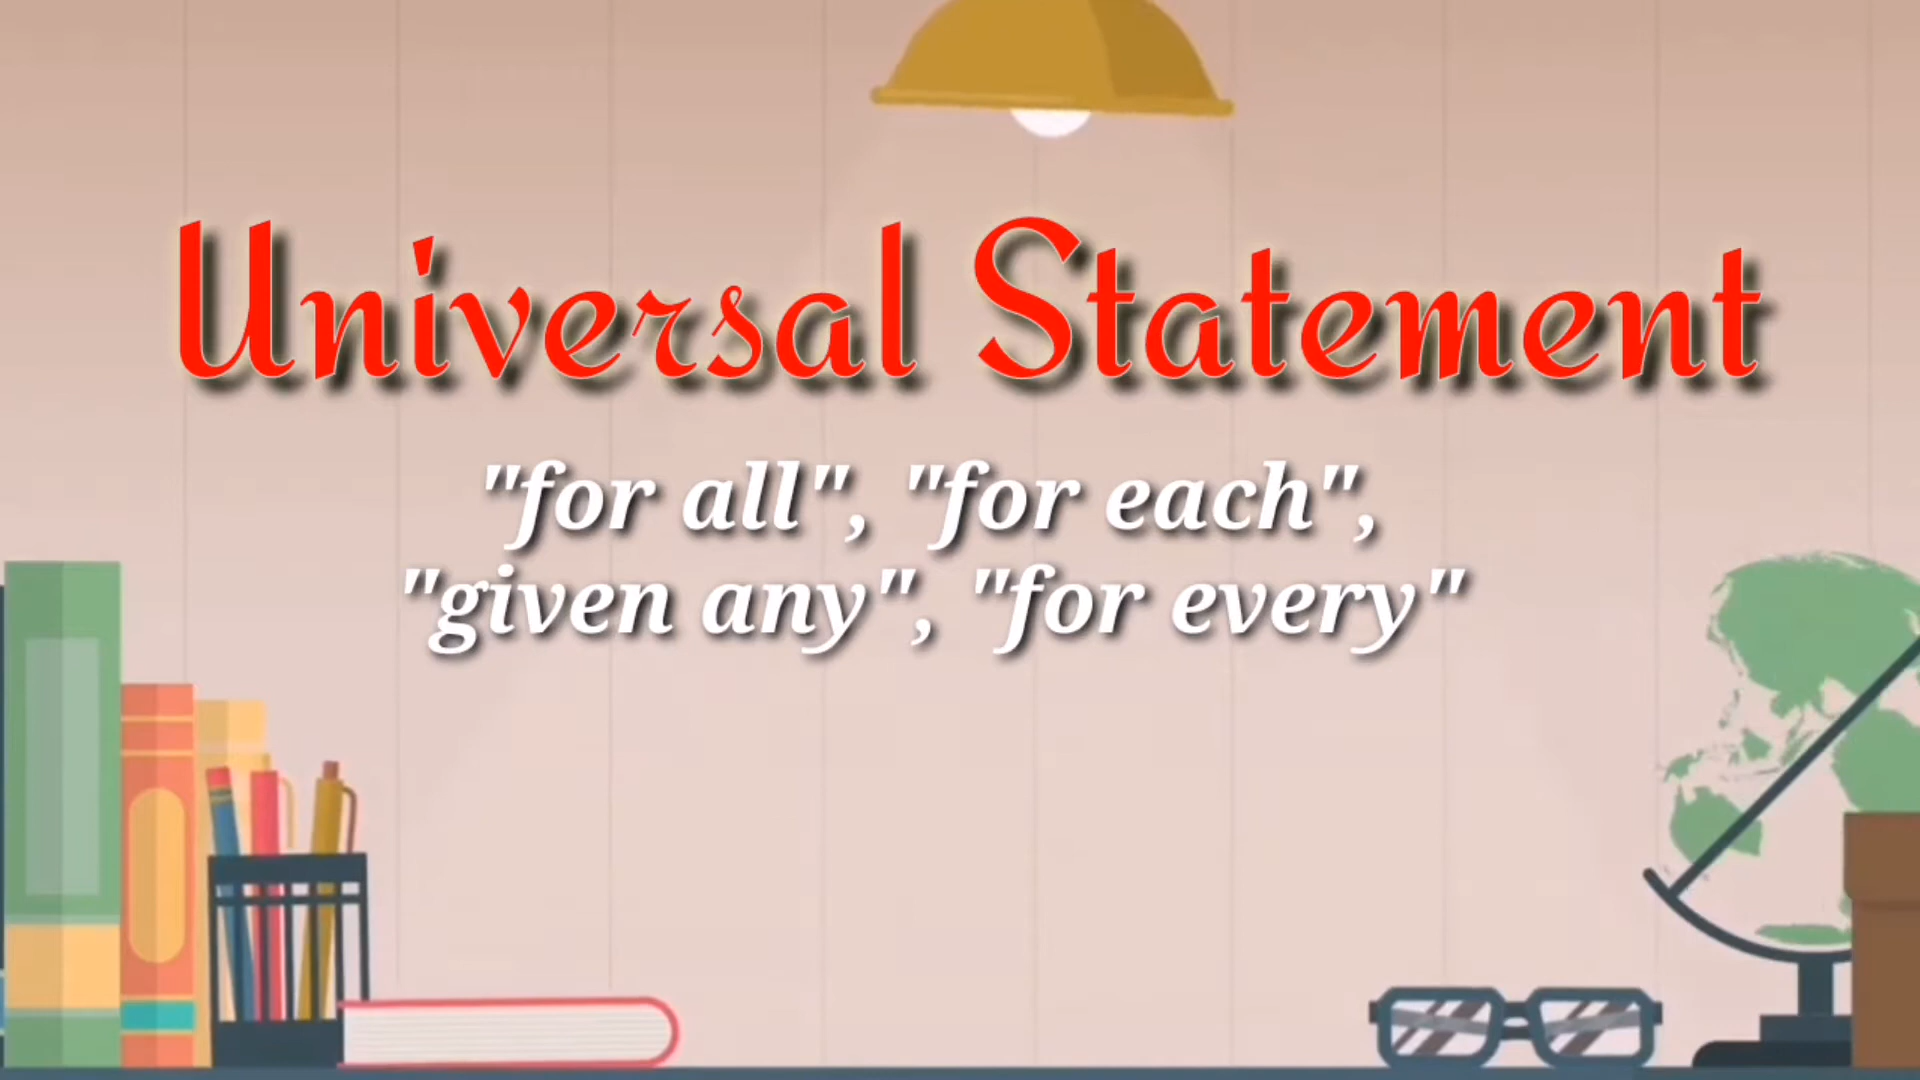 Universal Statement
"for all", "for each",
"given any", "for every"